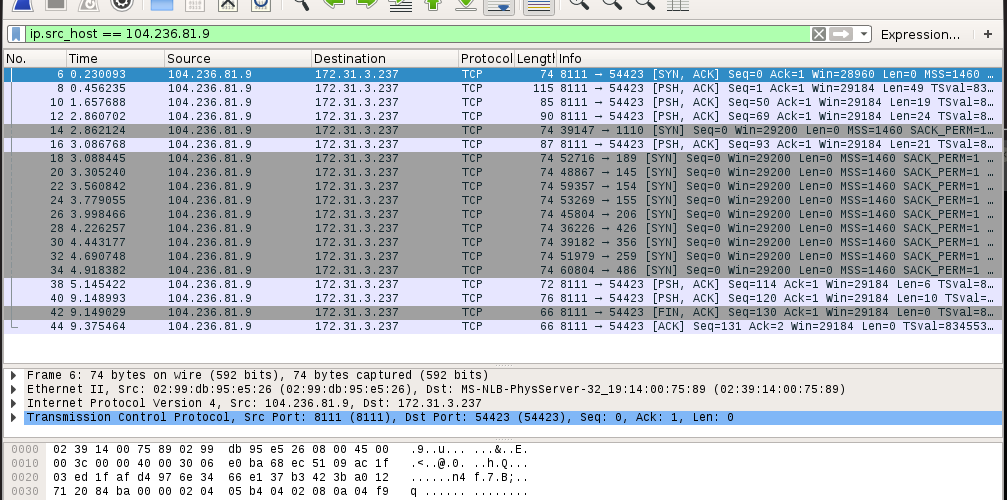 ip.src_host == 104.236.81.9 Expression... +
No. Time Source Destination Protocol Length Info
6 0.230093 104.236.81.9 172.31.3.237 TCP 74 8111 → 54423 [SYN, ACK] Seq=0 Ack=1 Win=28960 Len=0 MSS=1460 …
8 0.456235 104.236.81.9 172.31.3.237 TCP 115 8111 → 54423 [PSH, ACK] Seq=1 Ack=1 Win=29184 Len=49 TSval=83…
10 1.657688 104.236.81.9 172.31.3.237 TCP 85 8111 → 54423 [PSH, ACK] Seq=50 Ack=1 Win=29184 Len=19 TSval=8…
12 2.860702 104.236.81.9 172.31.3.237 TCP 90 8111 → 54423 [PSH, ACK] Seq=69 Ack=1 Win=29184 Len=24 TSval=8…
14 2.862124 104.236.81.9 172.31.3.237 TCP 74 39147 → 1110 [SYN] Seq=0 Win=29200 Len=0 MSS=1460 SACK_PERM=1…
16 3.086768 104.236.81.9 172.31.3.237 TCP 87 8111 → 54423 [PSH, ACK] Seq=93 Ack=1 Win=29184 Len=21 TSval=8…
18 3.088445 104.236.81.9 172.31.3.237 TCP 74 52716 → 189 [SYN] Seq=0 Win=29200 Len=0 MSS=1460 SACK_PERM=1 …
20 3.305240 104.236.81.9 172.31.3.237 TCP 74 48867 → 145 [SYN] Seq=0 Win=29200 Len=0 MSS=1460 SACK_PERM=1 …
22 3.560842 104.236.81.9 172.31.3.237 TCP 74 59357 → 154 [SYN] Seq=0 Win=29200 Len=0 MSS=1460 SACK_PERM=1 …
24 3.779055 104.236.81.9 172.31.3.237 TCP 74 53269 → 155 [SYN] Seq=0 Win=29200 Len=0 MSS=1460 SACK_PERM=1 …
26 3.998466 104.236.81.9 172.31.3.237 TCP 74 45804 → 206 [SYN] Seq=0 Win=29200 Len=0 MSS=1460 SACK_PERM=1 …
28 4.226257 104.236.81.9 172.31.3.237 TCP 74 36226 → 426 [SYN] Seq=0 Win=29200 Len=0 MSS=1460 SACK_PERM=1 …
30 4.443177 104.236.81.9 172.31.3.237 TCP 74 39182 → 356 [SYN] Seq=0 Win=29200 Len=0 MSS=1460 SACK_PERM=1 …
32 4.690748 104.236.81.9 172.31.3.237 TCP 74 51979 → 259 [SYN] Seq=0 Win=29200 Len=0 MSS=1460 SACK_PERM=1 …
34 4.918382 104.236.81.9 172.31.3.237 TCP 74 60804 → 486 [SYN] Seq=0 Win=29200 Len=0 MSS=1460 SACK_PERM=1 …
38 5.145422 104.236.81.9 172.31.3.237 TCP 72 8111 → 54423 [PSH, ACK] Seq=114 Ack=1 Win=29184 Len=6 TSval=8…
40 9.148993 104.236.81.9 172.31.3.237 TCP 76 8111 → 54423 [PSH, ACK] Seq=120 Ack=1 Win=29184 Len=10 TSval=…
42 9.149029 104.236.81.9 172.31.3.237 TCP 66 8111 → 54423 [FIN, ACK] Seq=130 Ack=1 Win=29184 Len=0 TSval=8…
44 9.375464 104.236.81.9 172.31.3.237 TCP 66 8111 → 54423 [ACK] Seq=131 Ack=2 Win=29184 Len=0 TSval=834553…
Frame 6: 74 bytes on wire (592 bits), 74 bytes captured (592 bits)
Ethernet II, Src: 02:99:db:95:e5:26 (02:99:db:95:e5:26), Dst: MS-NLB-PhysServer-32_19:14:00:75:89 (02:39:14:00:75:89)
Internet Protocol Version 4, Src: 104.236.81.9, Dst: 172.31.3.237
Transmission Control Protocol, Src Port: 8111 (8111), Dst Port: 54423 (54423), Seq: 0, Ack: 1, Len: 0
0000 02 39 14 00 75 89 02 99 db 95 e5 26 08 00 45 00 .9..u... ...&..E.
0010 00 3c 00 00 40 00 30 06 e0 ba 68 ec 51 09 ac 1f .<..@.0. ..h.Q...
0020 03 ed 1f af d4 97 6e 34 66 e1 37 b3 42 3b a0 12 ......n4 f.7.B;..
0030 71 20 84 ba 00 00 02 04 05 b4 04 02 08 0a 04 f9 q ...... ........